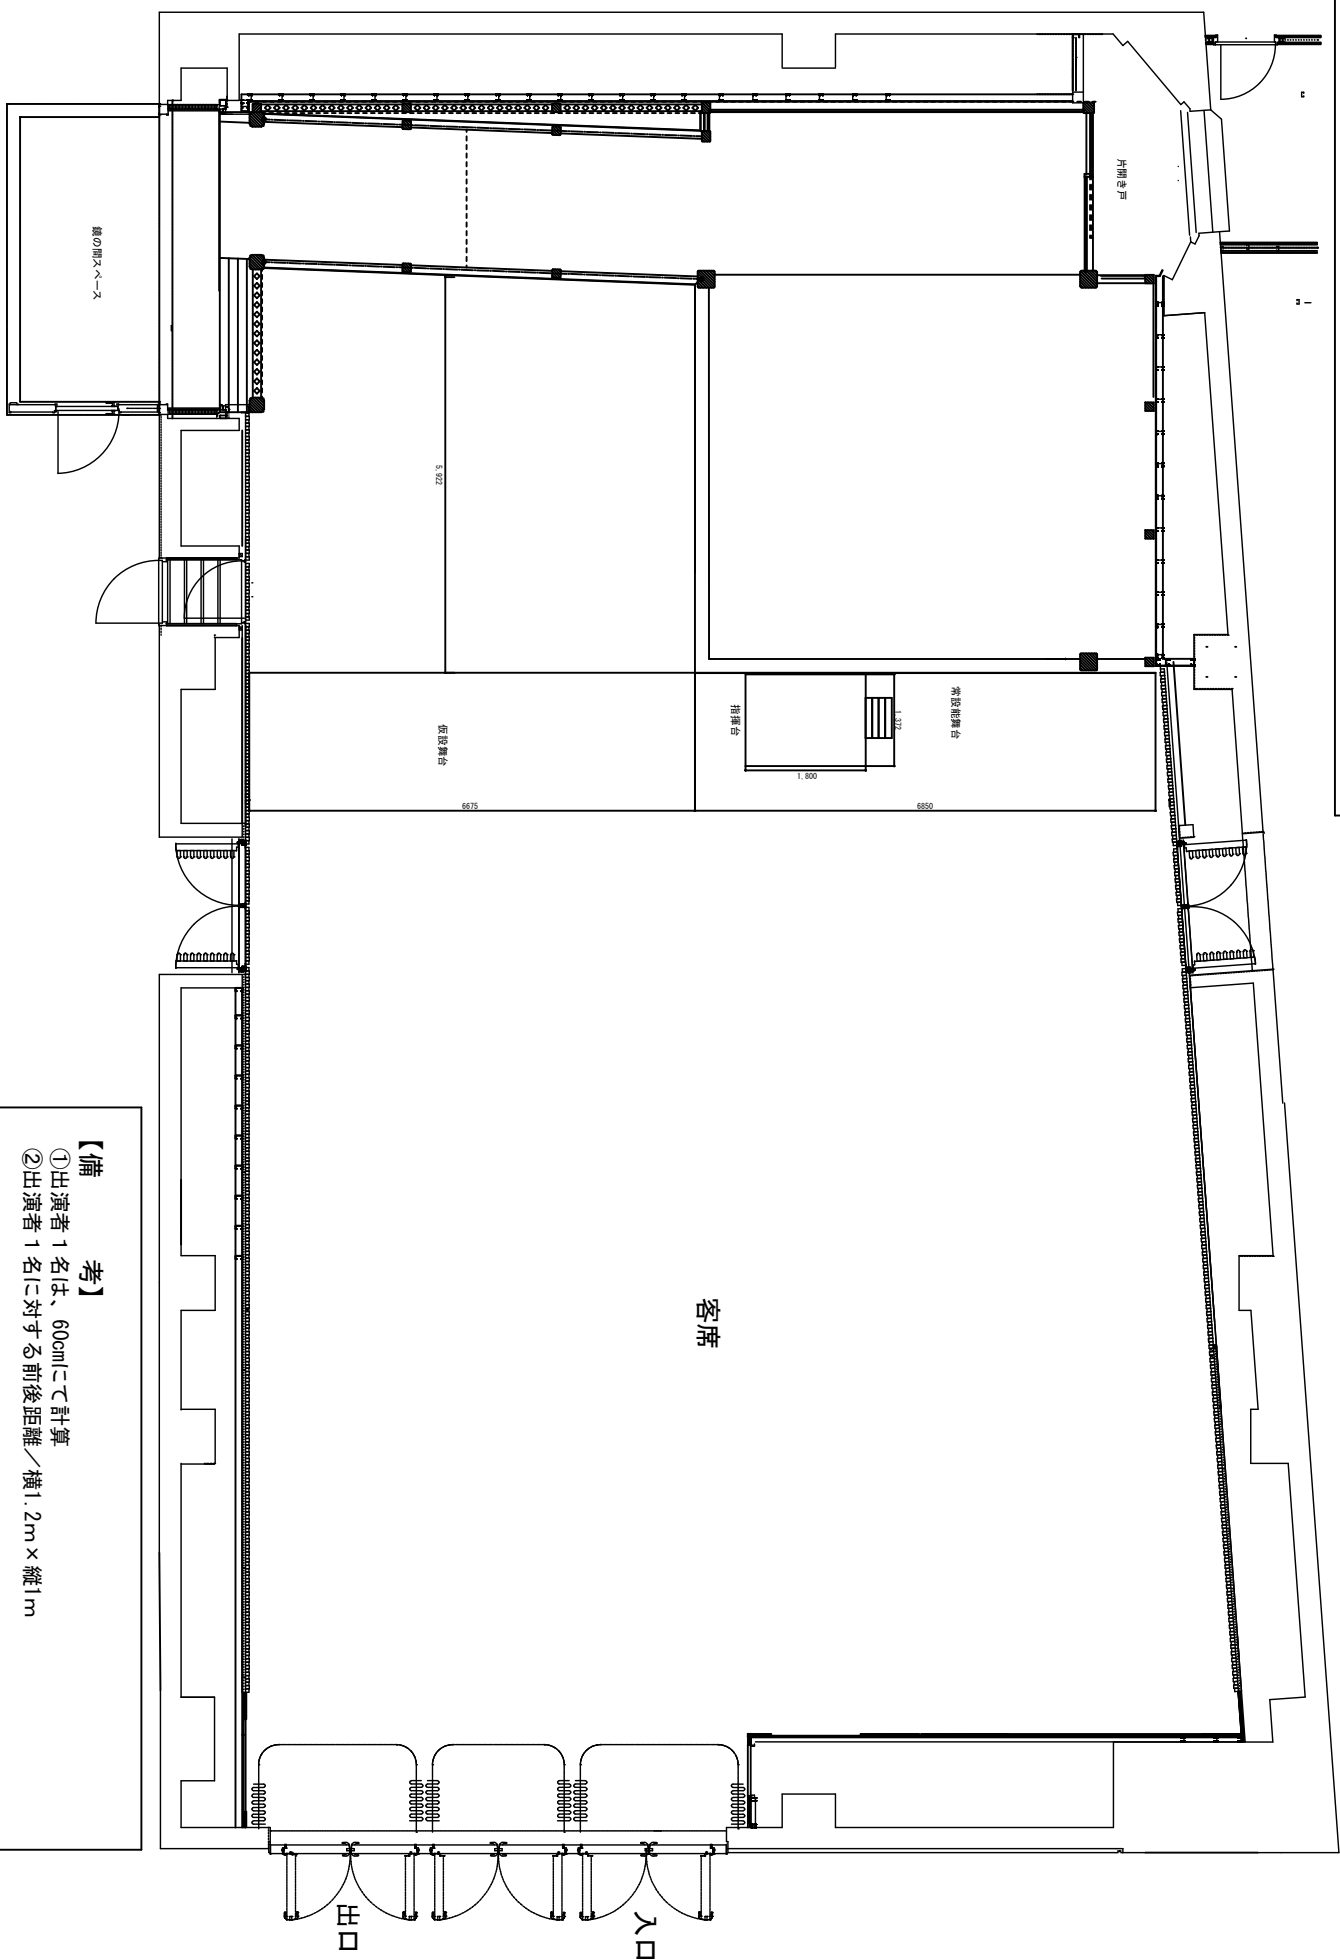 片開き戸
鏡の間スペース
5.922
常設能舞台
1.372
指揮台
1.800
仮設舞台
6850
6675
客席
【備　　考】
①出演者１名は、60cmにて計算
②出演者１名に対する前後距離／横1.2ｍ×縦1ｍ
入口
出口